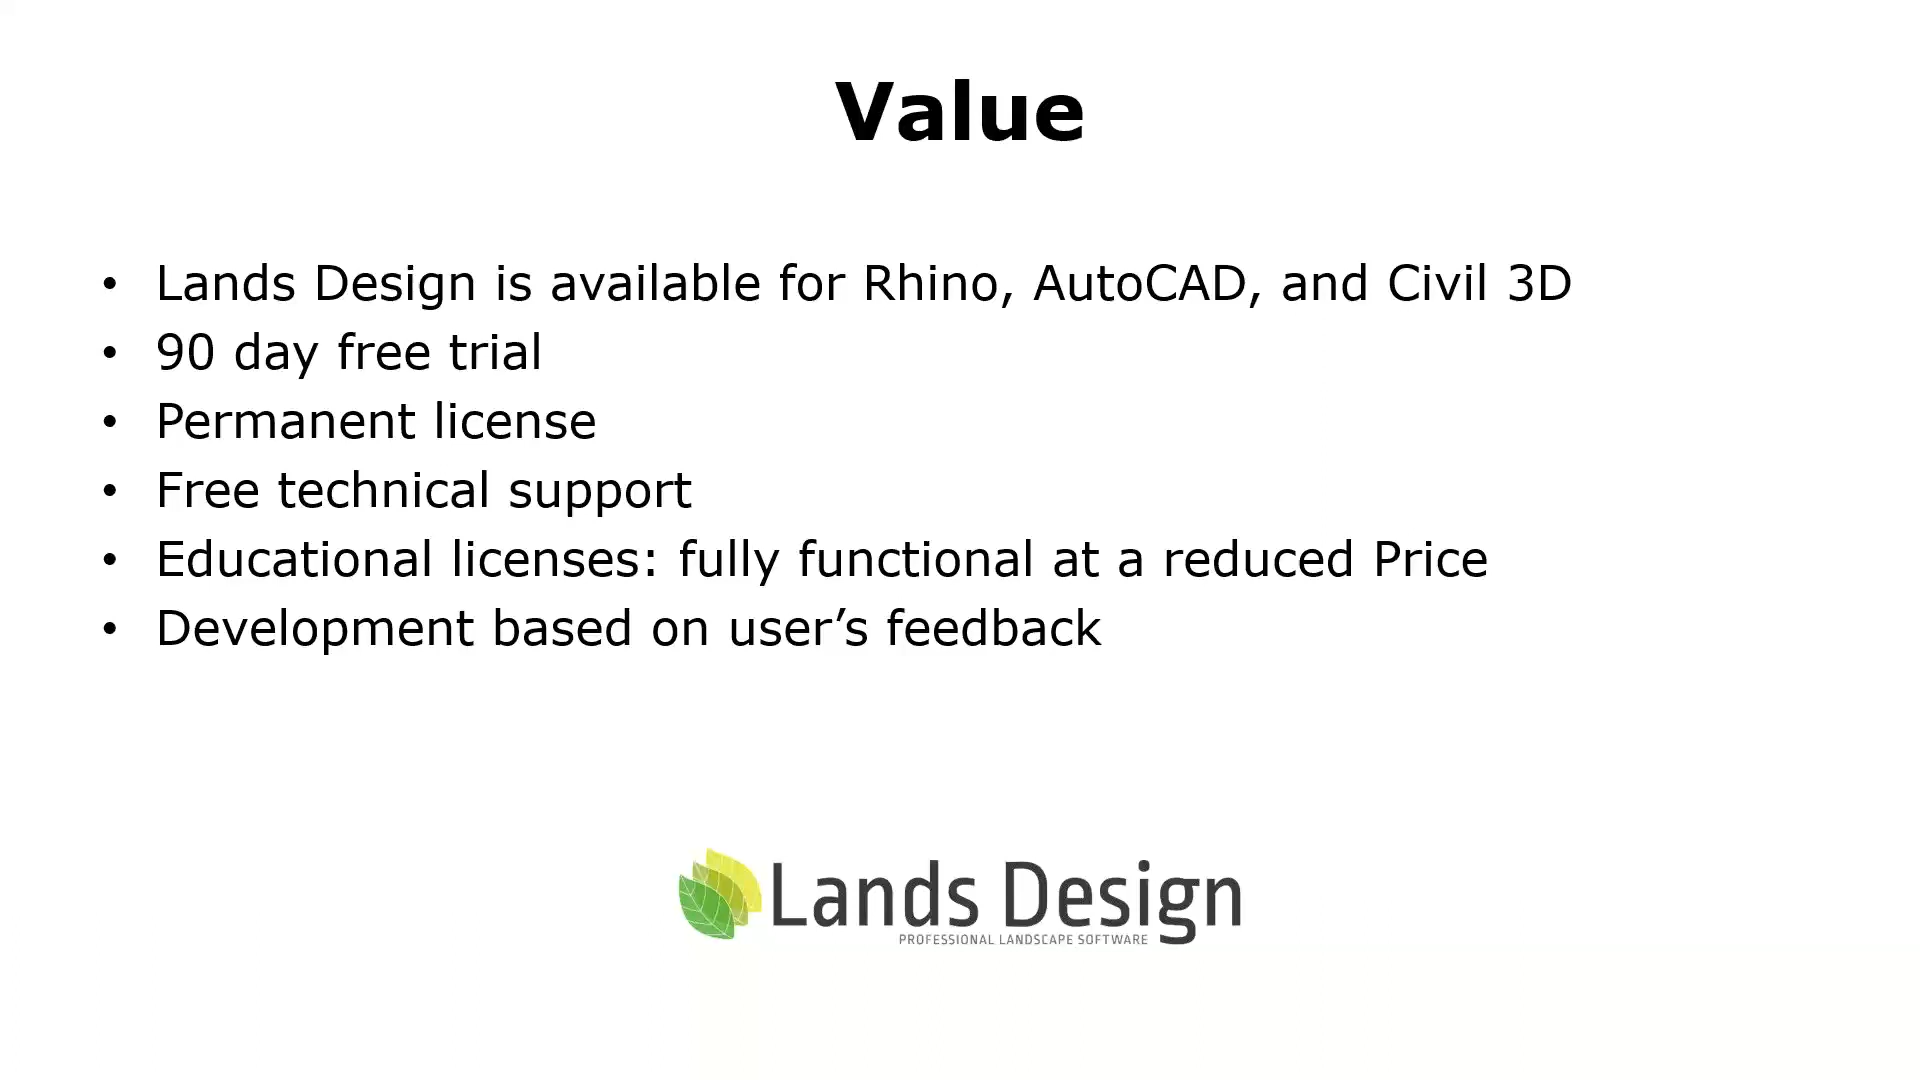 Value
• Lands Design is available for Rhino, AutoCAD, and Civil 3D
• 90 day free trial
• Permanent license
• Free technical support
• Educational licenses: fully functional at a reduced Price
• Development based on user’s feedback
Lands Design
PROFESSIONAL LANDSCAPE SOFTWARE